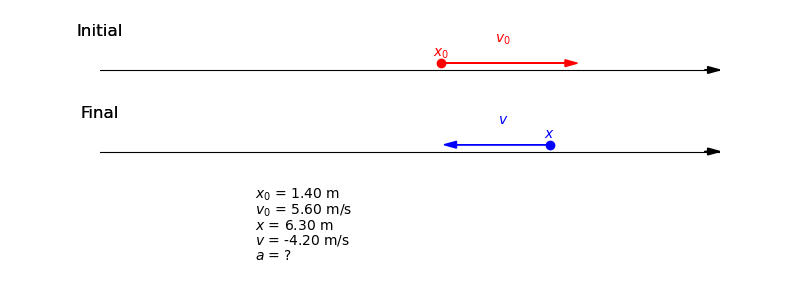 Initial
v₀
x₀
Final
v
x
x₀ = 1.40 m
v₀ = 5.60 m/s
x = 6.30 m
v = -4.20 m/s
a = ?